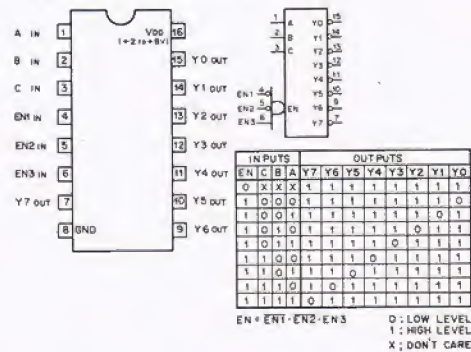 A IN 1 16 VDD
(+2 to +6V)
B IN 2 15 Y0 OUT
C IN 3 14 Y1 OUT
EN1 IN 4 13 Y2 OUT
EN2 IN 5 12 Y3 OUT
EN3 IN 6 11 Y4 OUT
Y7 OUT 7 10 Y5 OUT
8 GND 9 Y6 OUT
1 A Y0 15
2 B Y1 14
3 C Y2 13
Y3 12
Y4 11
EN1 4 Y5 10
EN2 5 EN Y6 9
EN3 6 Y7 7
INPUTS OUTPUTS
EN C B A Y7 Y6 Y5 Y4 Y3 Y2 Y1 Y0
0 X X X 1 1 1 1 1 1 1 1
1 0 0 0 1 1 1 1 1 1 1 0
1 0 0 1 1 1 1 1 1 1 0 1
1 0 1 0 1 1 1 1 1 0 1 1
1 0 1 1 1 1 1 1 0 1 1 1
1 1 0 0 1 1 1 0 1 1 1 1
1 1 0 1 1 1 0 1 1 1 1 1
1 1 1 0 1 0 1 1 1 1 1 1
1 1 1 1 0 1 1 1 1 1 1 1
EN = EN1·EN2·EN3
0 ; LOW LEVEL
1 ; HIGH LEVEL
X ; DON'T CARE